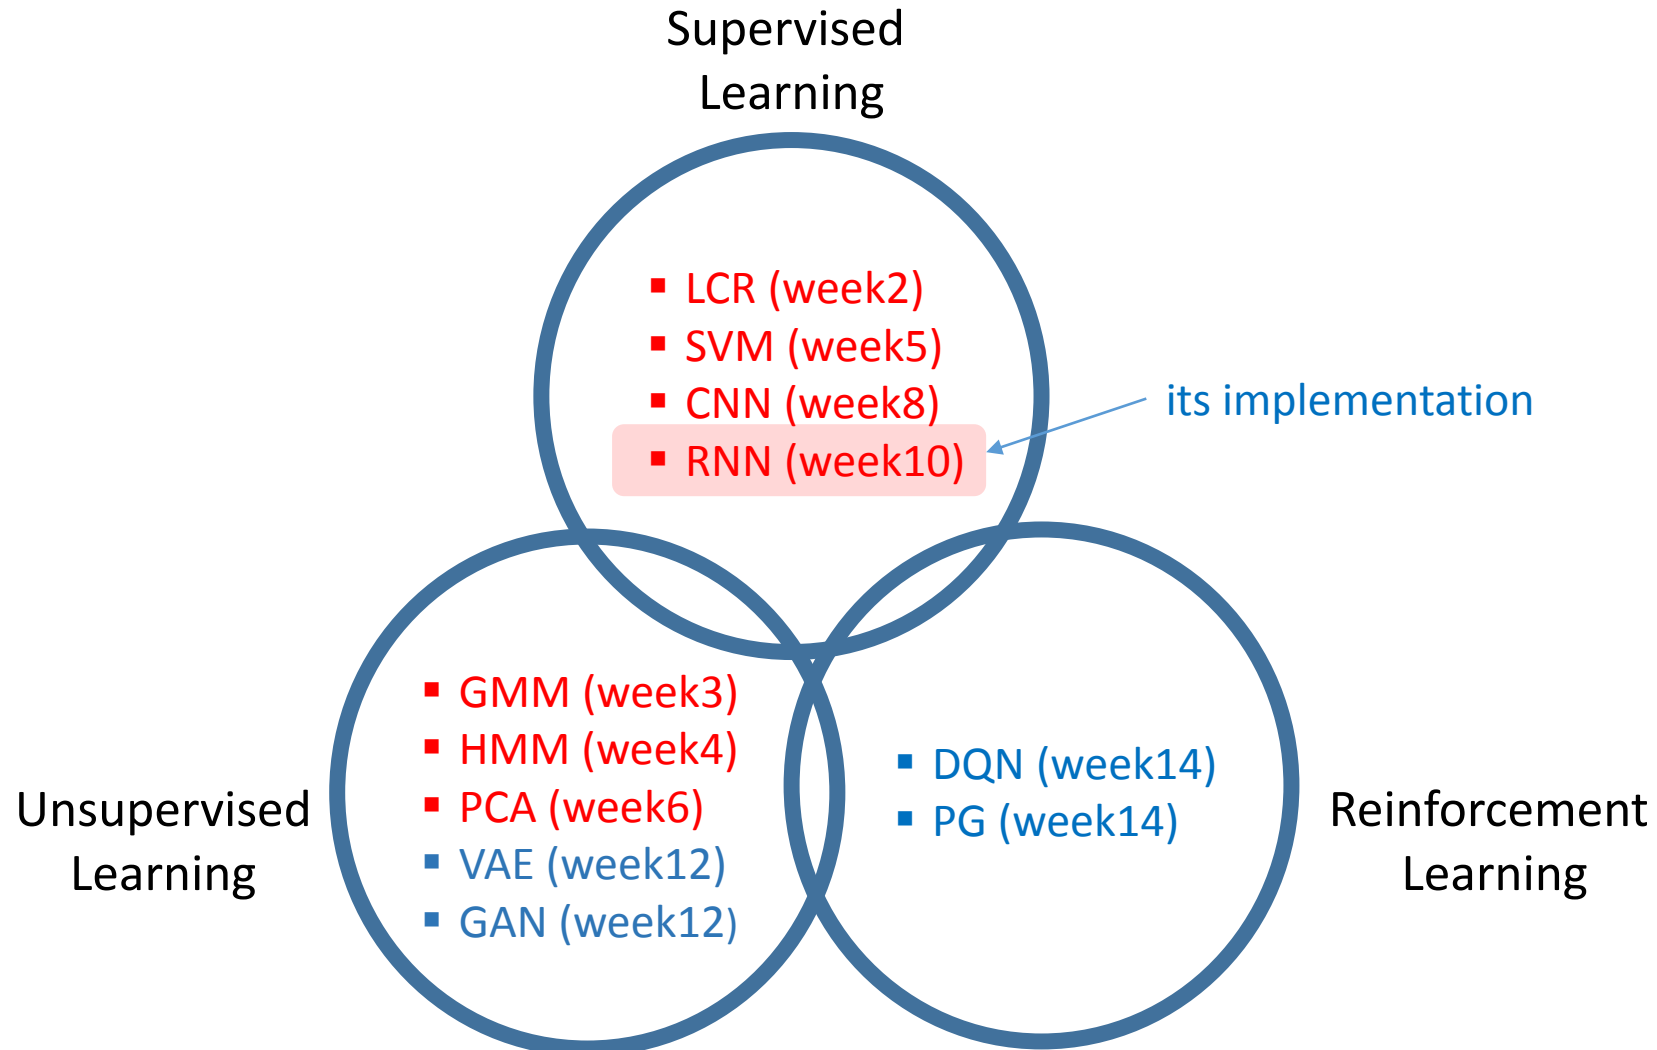 Supervised
Learning
▪ LCR (week2)
▪ SVM (week5)
▪ CNN (week8)
▪ RNN (week10)
its implementation
Unsupervised
Learning
▪ GMM (week3)
▪ HMM (week4)
▪ PCA (week6)
▪ VAE (week12)
▪ GAN (week12)
▪ DQN (week14)
▪ PG (week14)
Reinforcement
Learning